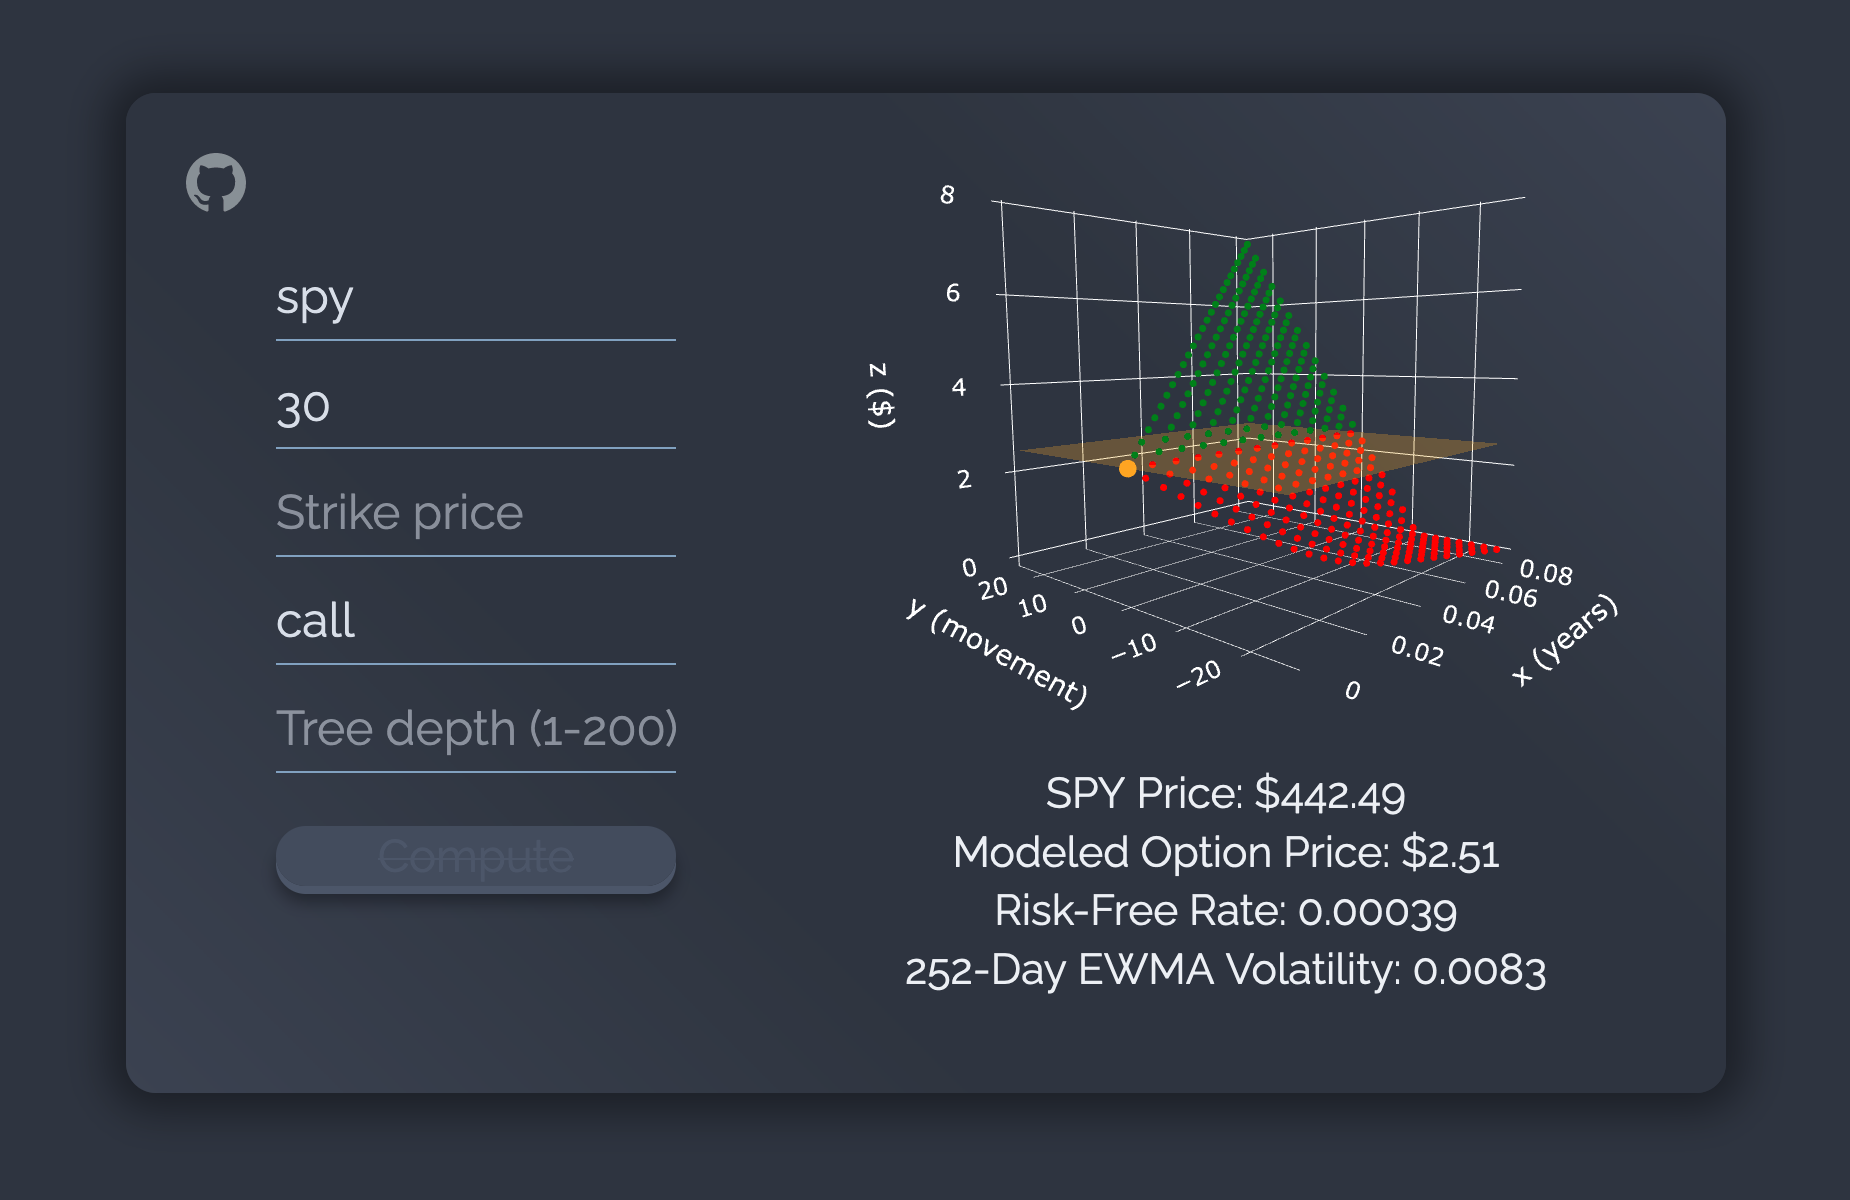 spy
30
Strike price
call
Tree depth (1-200)
Compute
8
6
4
2
0
z ($)
20
10
0
−10
−20
y (movement)
0
0.02
0.04
0.06
0.08
x (years)
SPY Price: $442.49
Modeled Option Price: $2.51
Risk-Free Rate: 0.00039
252-Day EWMA Volatility: 0.0083